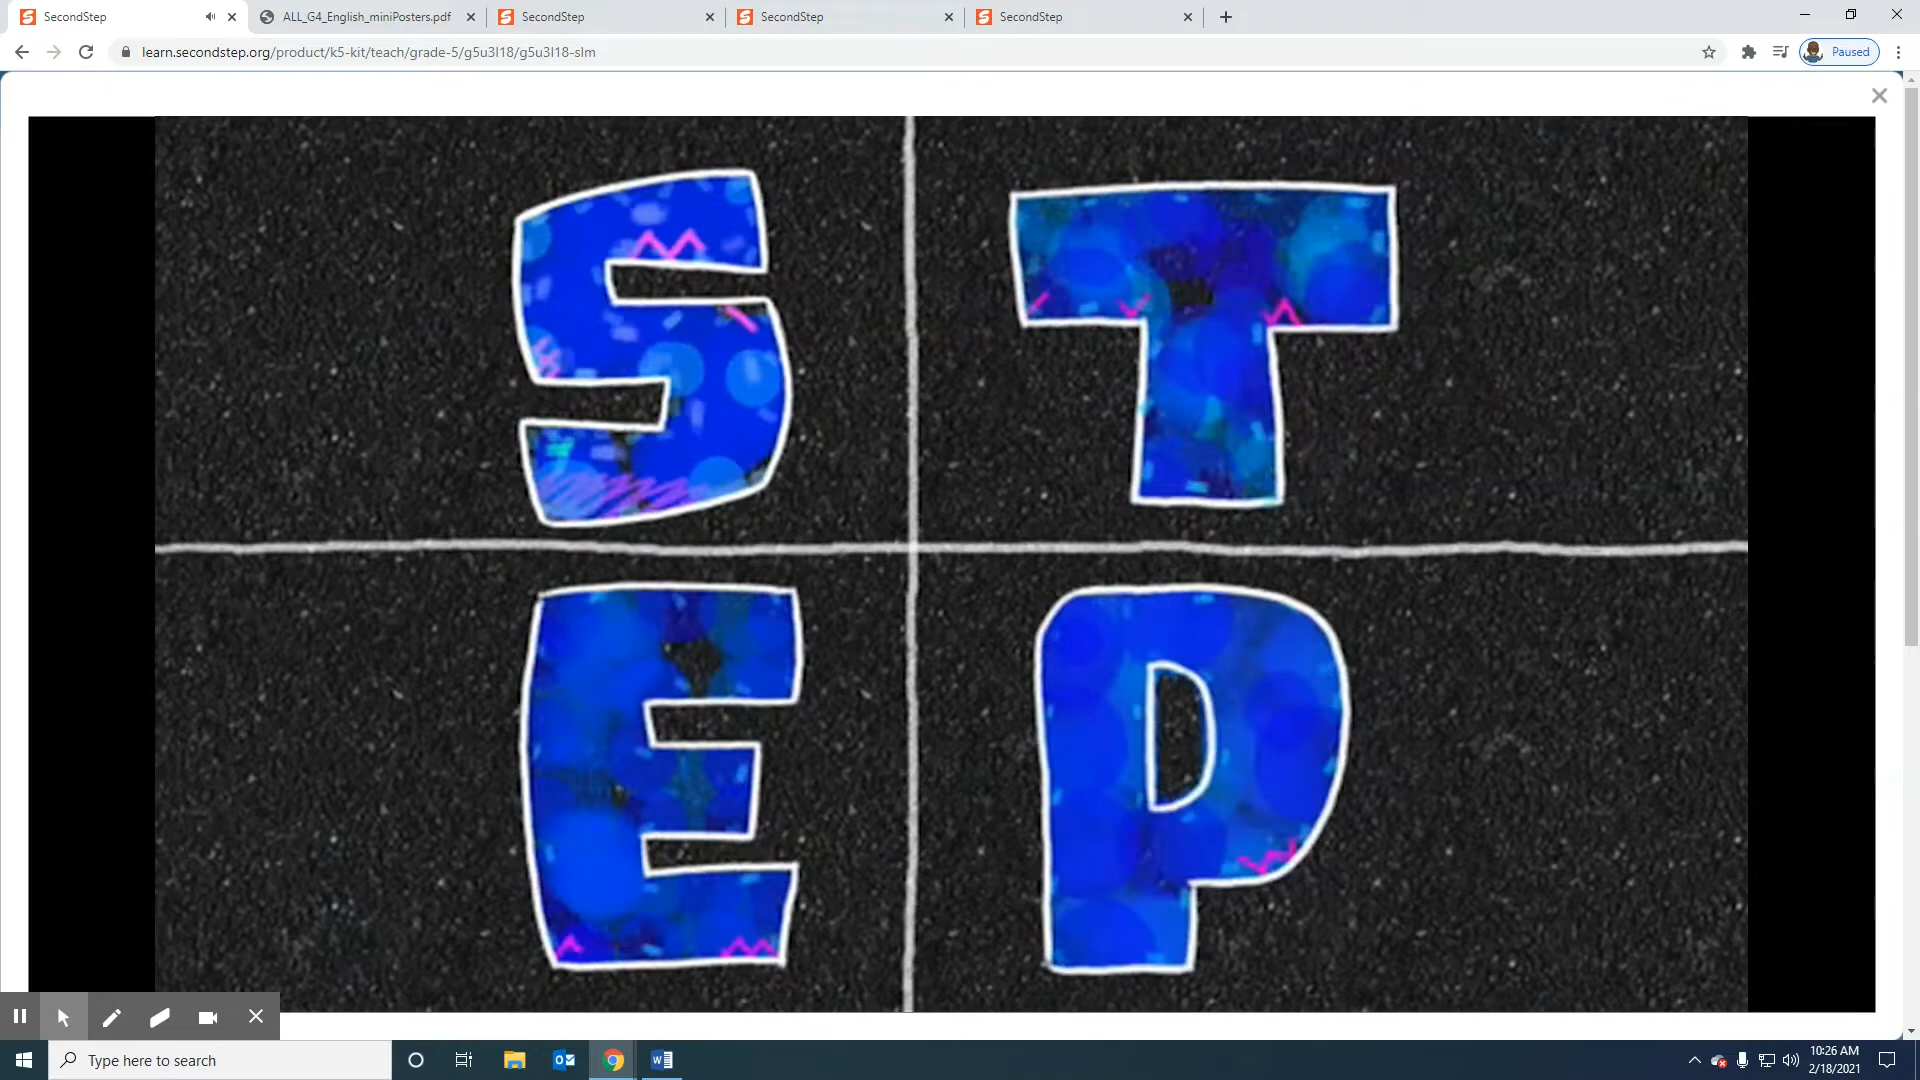 SecondStep
ALL_G4_English_miniPosters.pdf
SecondStep
SecondStep
SecondStep
learn.secondstep.org/product/k5-kit/teach/grade-5/g5u3l18/g5u3l18-slm
Paused
S T
E P
Type here to search
10:26 AM
2/18/2021